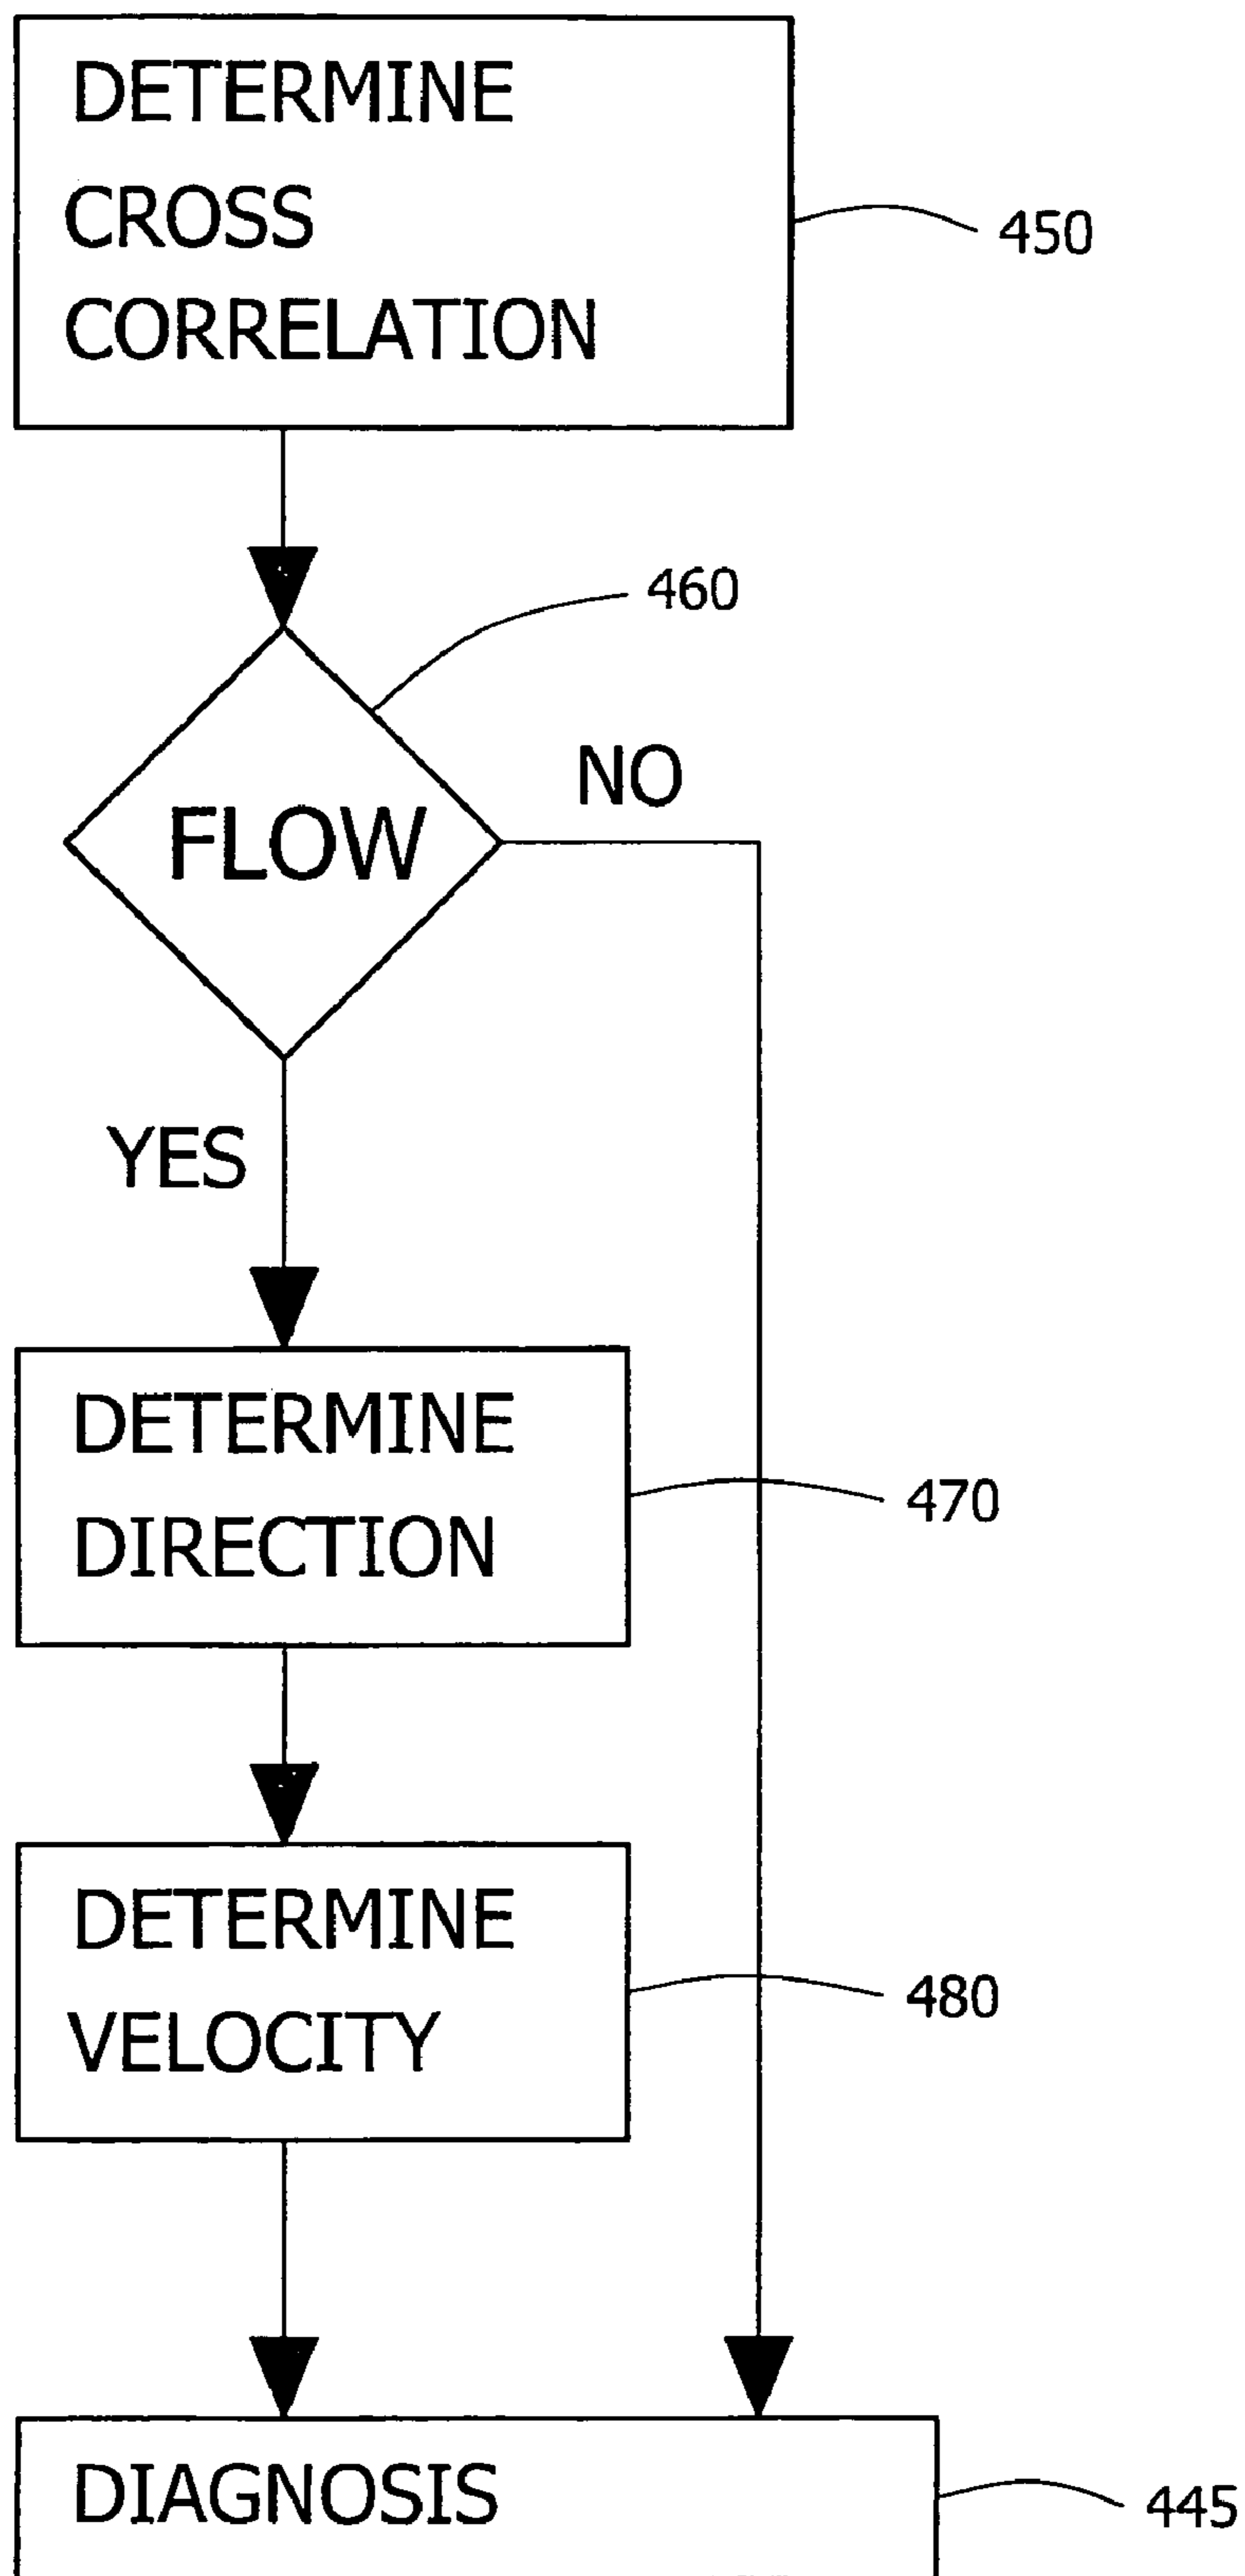 DETERMINE
CROSS
CORRELATION
450
460
NO
FLOW
YES
DETERMINE
DIRECTION
470
DETERMINE
VELOCITY
480
DIAGNOSIS
445